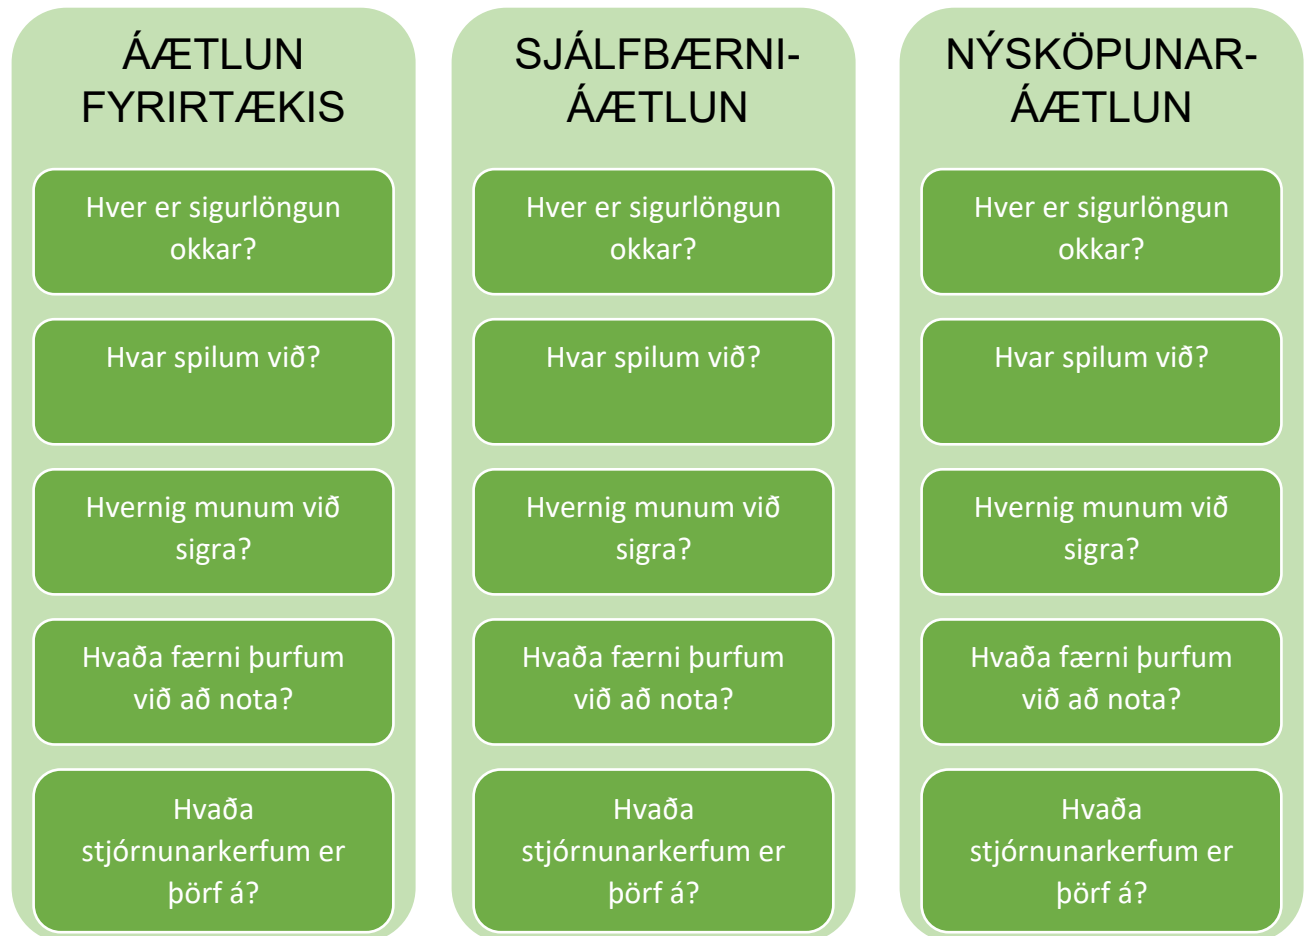 ÁÆTLUN
FYRIRTÆKIS
Hver er sigurlöngun
okkar?
Hvar spilum við?
Hvernig munum við
sigra?
Hvaða færni þurfum
við að nota?
Hvaða
stjórnunarkerfum er
þörf á?
SJÁLFBÆRNI-
ÁÆTLUN
Hver er sigurlöngun
okkar?
Hvar spilum við?
Hvernig munum við
sigra?
Hvaða færni þurfum
við að nota?
Hvaða
stjórnunarkerfum er
þörf á?
NÝSKÖPUNAR-
ÁÆTLUN
Hver er sigurlöngun
okkar?
Hvar spilum við?
Hvernig munum við
sigra?
Hvaða færni þurfum
við að nota?
Hvaða
stjórnunarkerfum er
þörf á?